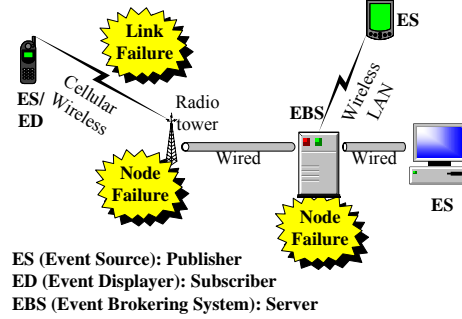 Link
Failure
ES
ES/
ED
Cellular
Wireless
Radio
tower
EBS
Wireless
LAN
Wired
Wired
Node
Failure
ES
Node
Failure
ES (Event Source): Publisher
ED (Event Displayer): Subscriber
EBS (Event Brokering System): Server